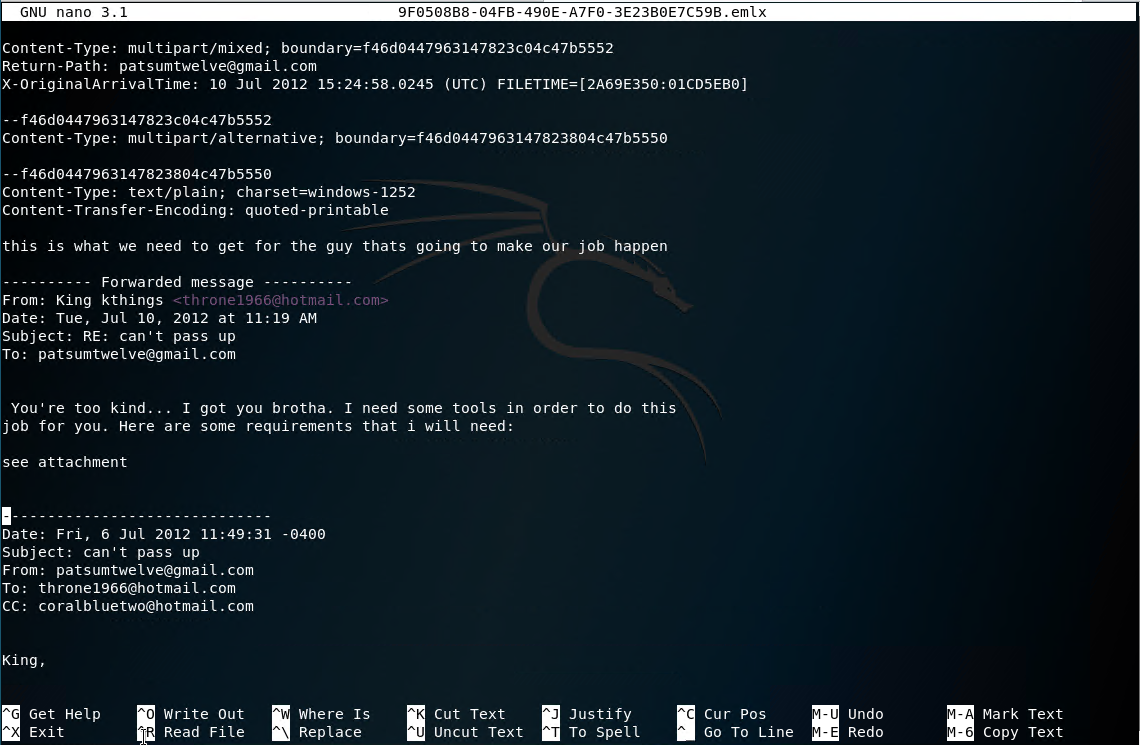 GNU nano 3.1 9F0508B8-04FB-490E-A7F0-3E23B0E7C59B.emlx
Content-Type: multipart/mixed; boundary=f46d0447963147823c04c47b5552
Return-Path: patsumtwelve@gmail.com
X-OriginalArrivalTime: 10 Jul 2012 15:24:58.0245 (UTC) FILETIME=[2A69E350:01CD5EB0]
--f46d0447963147823c04c47b5552
Content-Type: multipart/alternative; boundary=f46d0447963147823804c47b5550
--f46d0447963147823804c47b5550
Content-Type: text/plain; charset=windows-1252
Content-Transfer-Encoding: quoted-printable
this is what we need to get for the guy thats going to make our job happen
---------- Forwarded message ----------
From: King kthings <throne1966@hotmail.com>
Date: Tue, Jul 10, 2012 at 11:19 AM
Subject: RE: can't pass up
To: patsumtwelve@gmail.com
You're too kind... I got you brotha. I need some tools in order to do this
job for you. Here are some requirements that i will need:
see attachment
------------------------------
Date: Fri, 6 Jul 2012 11:49:31 -0400
Subject: can't pass up
From: patsumtwelve@gmail.com
To: throne1966@hotmail.com
CC: coralbluetwo@hotmail.com
King,
^G Get Help ^O Write Out ^W Where Is ^K Cut Text ^J Justify ^C Cur Pos M-U Undo M-A Mark Text
^X Exit ^R Read File ^\ Replace ^U Uncut Text ^T To Spell ^_ Go To Line M-E Redo M-6 Copy Text